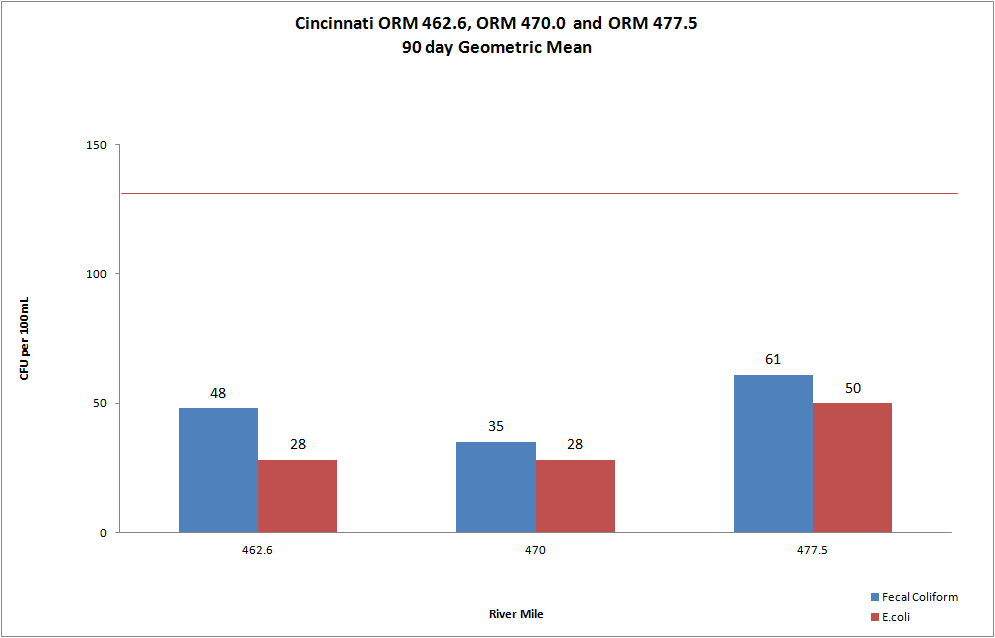 Cincinnati ORM 462.6, ORM 470.0 and ORM 477.5
90 day Geometric Mean
150
100
50
0
CFU per 100mL
48
28
35
28
61
50
462.6
470
477.5
River Mile
Fecal Coliform
E.coli